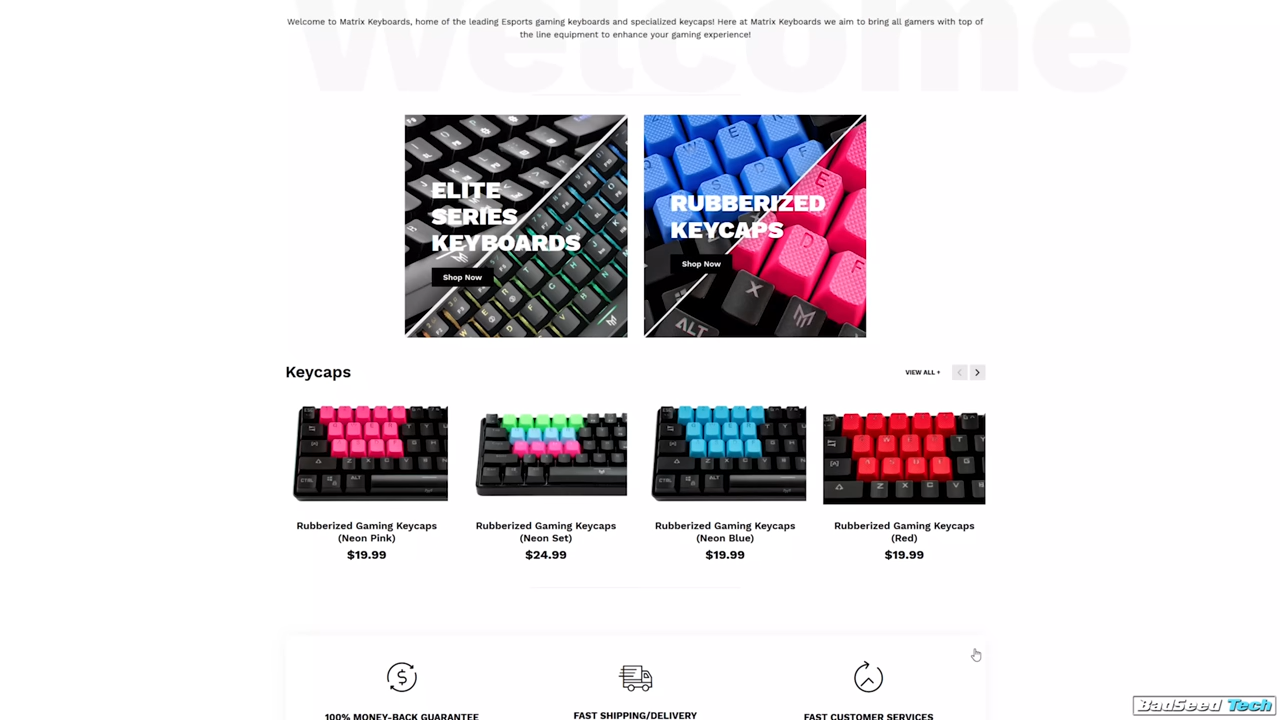 Welcome
Welcome to Matrix Keyboards, home of the leading Esports gaming keyboards and specialized keycaps! Here at Matrix Keyboards we aim to bring all gamers with top of
the line equipment to enhance your gaming experience!
ELITE
SERIES
KEYBOARDS
Shop Now
RUBBERIZED
KEYCAPS
Shop Now
Keycaps
VIEW ALL +
Rubberized Gaming Keycaps
(Neon Pink)
$19.99
Rubberized Gaming Keycaps
(Neon Set)
$24.99
Rubberized Gaming Keycaps
(Neon Blue)
$19.99
Rubberized Gaming Keycaps
(Red)
$19.99
100% MONEY-BACK GUARANTEE
FAST SHIPPING/DELIVERY
FAST CUSTOMER SERVICES
BadSeed Tech